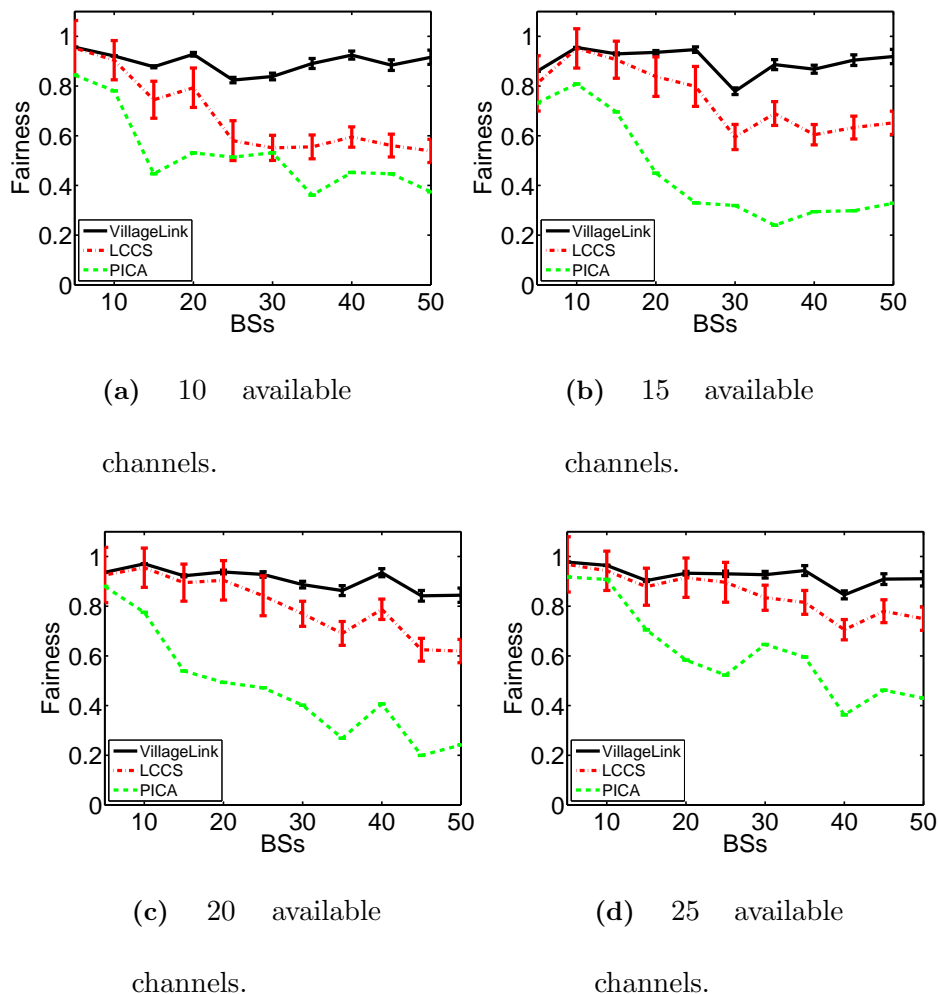 1
0.8
0.6
0.4
0.2
0
Fairness
VillageLink
LCCS
PICA
10 20 30 40 50
BSs
(a) 10 available
channels.
1
0.8
0.6
0.4
0.2
0
Fairness
VillageLink
LCCS
PICA
10 20 30 40 50
BSs
(b) 15 available
channels.
1
0.8
0.6
0.4
0.2
0
Fairness
VillageLink
LCCS
PICA
10 20 30 40 50
BSs
(c) 20 available
channels.
1
0.8
0.6
0.4
0.2
0
Fairness
VillageLink
LCCS
PICA
10 20 30 40 50
BSs
(d) 25 available
channels.